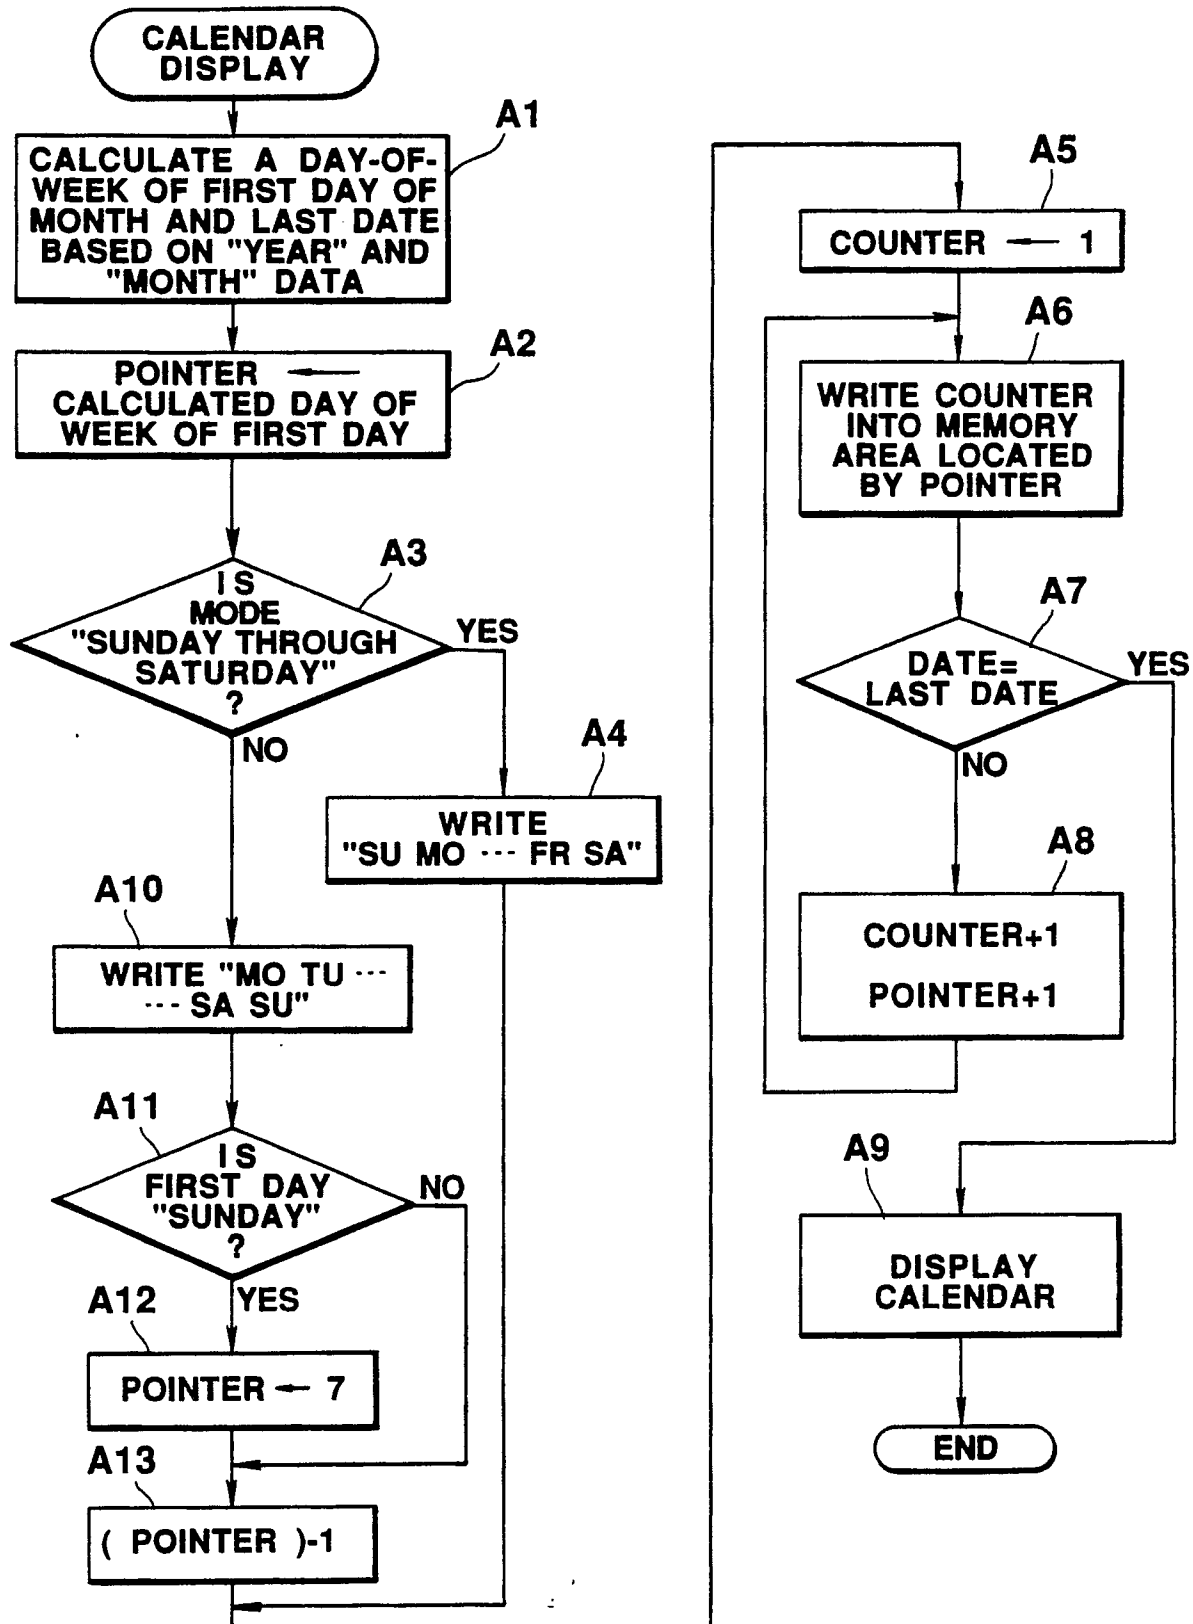 CALENDAR
DISPLAY
A1
CALCULATE A DAY-OF-
WEEK OF FIRST DAY OF
MONTH AND LAST DATE
BASED ON "YEAR" AND
"MONTH" DATA
A2
POINTER ←
CALCULATED DAY OF
WEEK OF FIRST DAY
A3
IS
MODE
"SUNDAY THROUGH
SATURDAY"
?
YES
NO
A4
WRITE
"SU MO --- FR SA"
A10
WRITE "MO TU ---
--- SA SU"
A11
IS
FIRST DAY
"SUNDAY"
?
NO
YES
A12
POINTER ← 7
A13
( POINTER )-1
A5
COUNTER ← 1
A6
WRITE COUNTER
INTO MEMORY
AREA LOCATED
BY POINTER
A7
DATE=
LAST DATE
YES
NO
A8
COUNTER+1
POINTER+1
A9
DISPLAY
CALENDAR
END